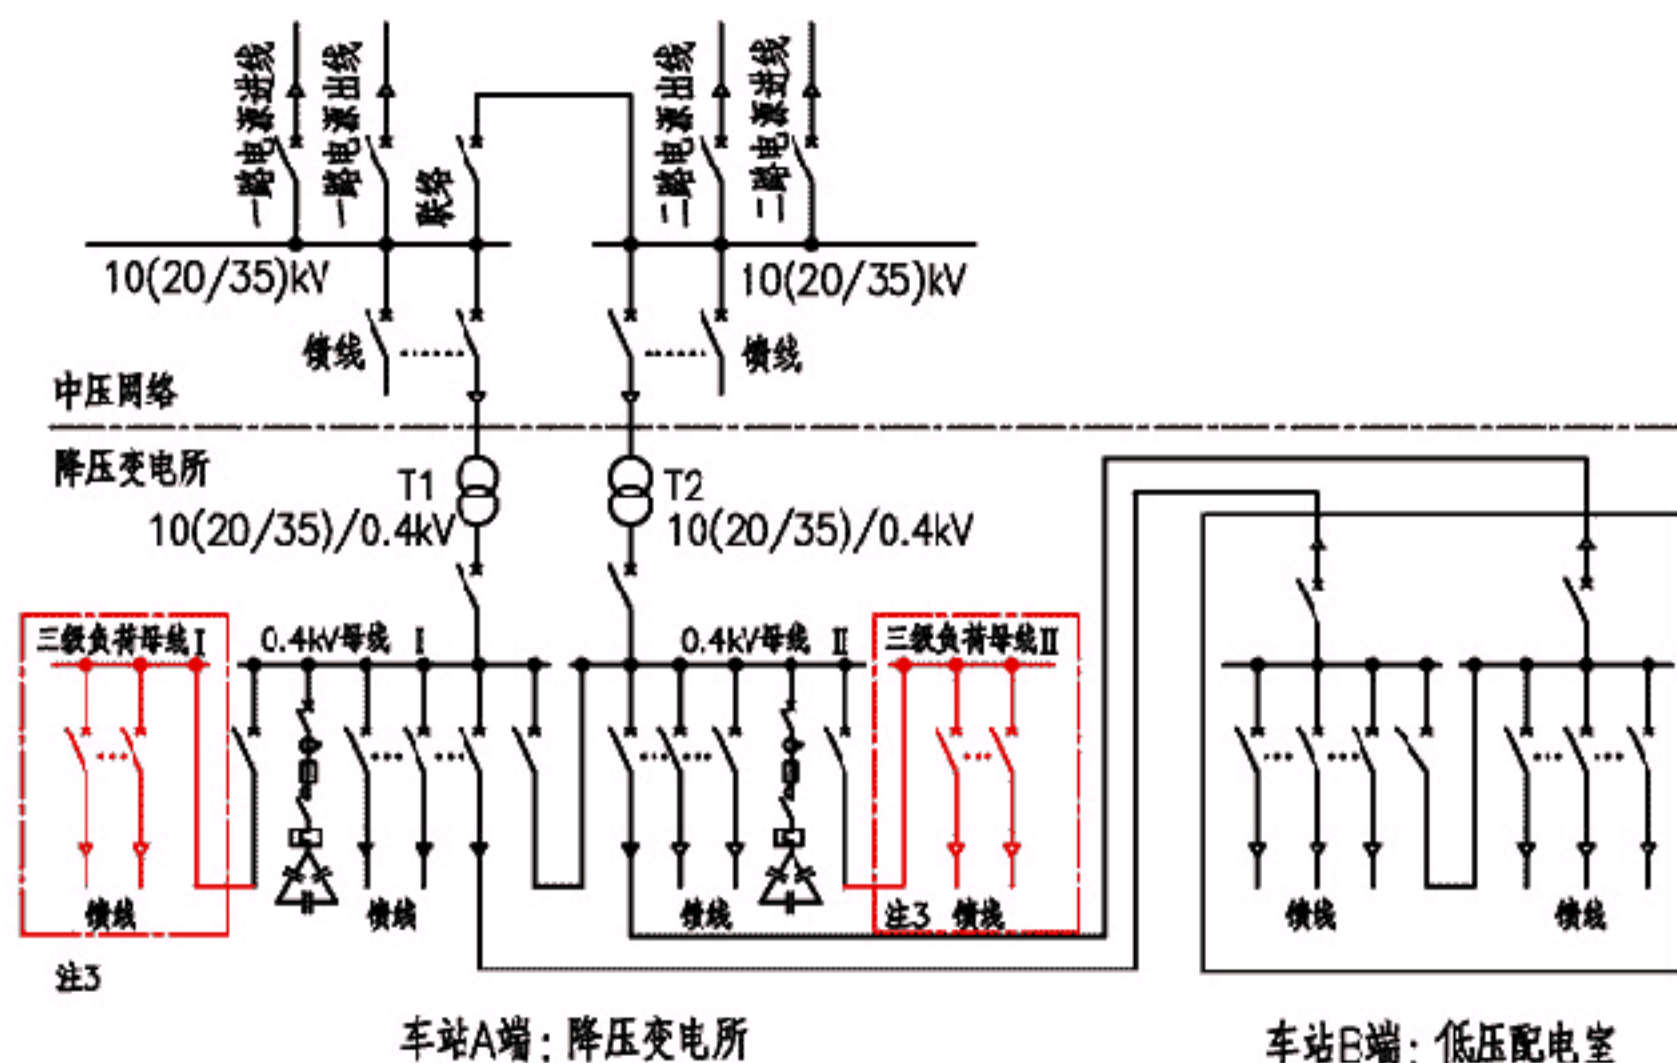 一路电源进线
一路电源出线
联络
二路电源出线
二路电源进线
10(20/35)kV
10(20/35)kV
馈线
馈线
中压网络
降压变电所
T1
T2
10(20/35)/0.4kV
10(20/35)/0.4kV
三级负荷母线Ⅰ
0.4kV母线 Ⅰ
0.4kV母线 Ⅱ
三级负荷母线Ⅱ
馈线
馈线
馈线
注3 馈线
馈线
馈线
注3
车站A端：降压变电所
车站B端：低压配电室